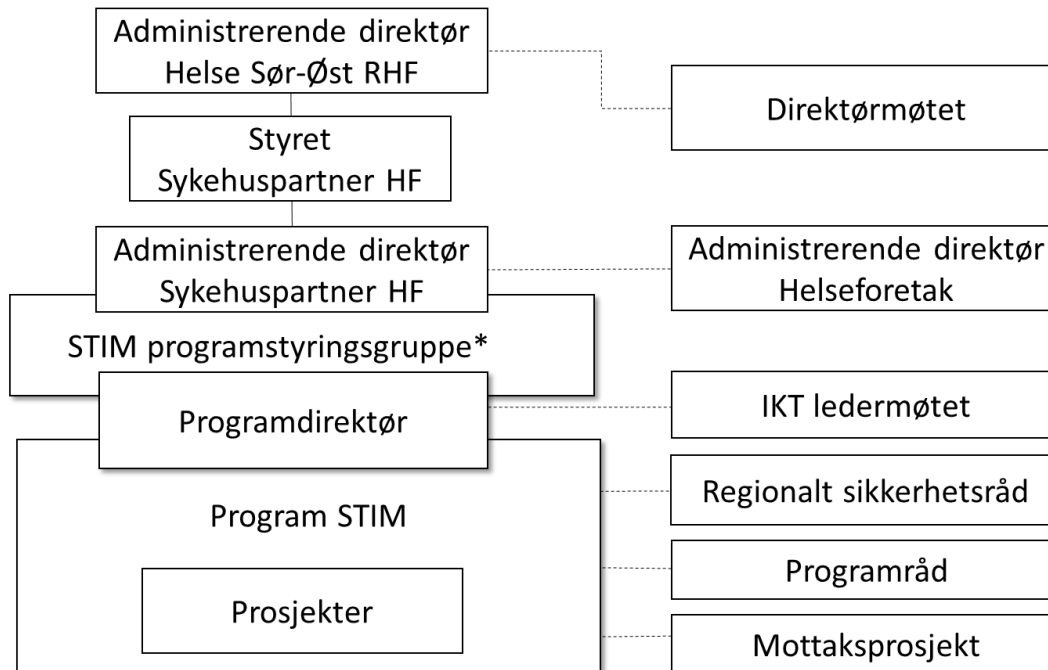 Administrerende direktør
Helse Sør-Øst RHF
Direktørmøtet
Styret
Sykehuspartner HF
Administrerende direktør
Sykehuspartner HF
Administrerende direktør
Helseforetak
STIM programstyringsgruppe*
Programdirektør
IKT ledermøtet
Regionalt sikkerhetsråd
Program STIM
Programråd
Prosjekter
Mottaksprosjekt